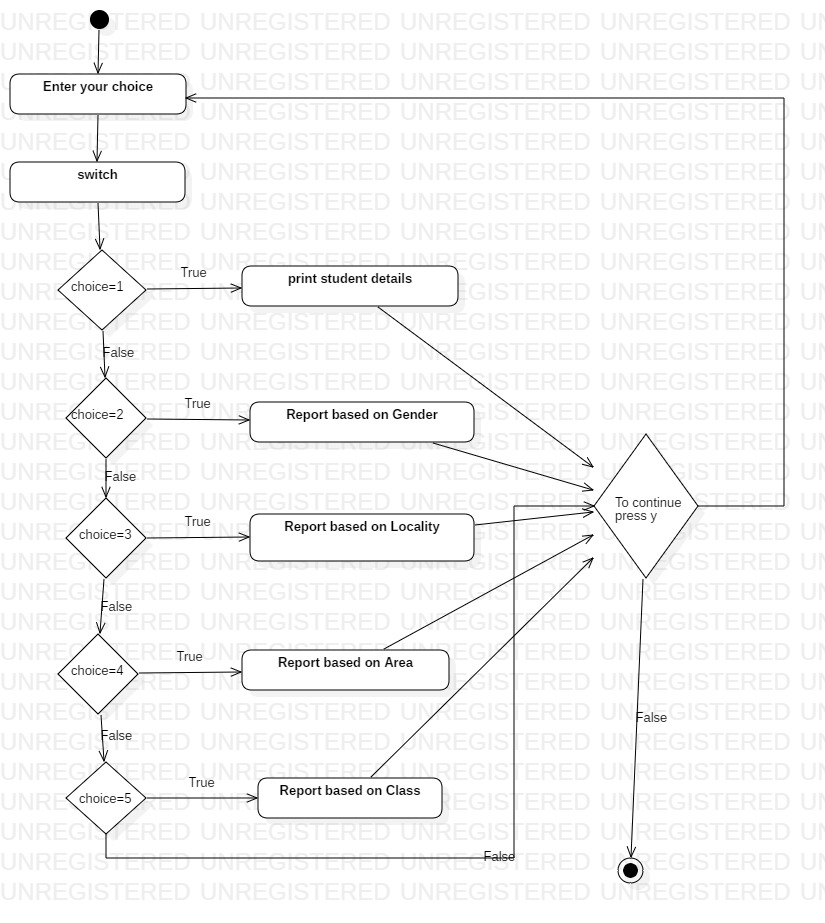 Enter your choice
switch
choice=1
True
print student details
False
choice=2
True
Report based on Gender
False
choice=3
True
Report based on Locality
To continue
press y
False
choice=4
True
Report based on Area
False
choice=5
True
Report based on Class
False
False
UNREGISTERED